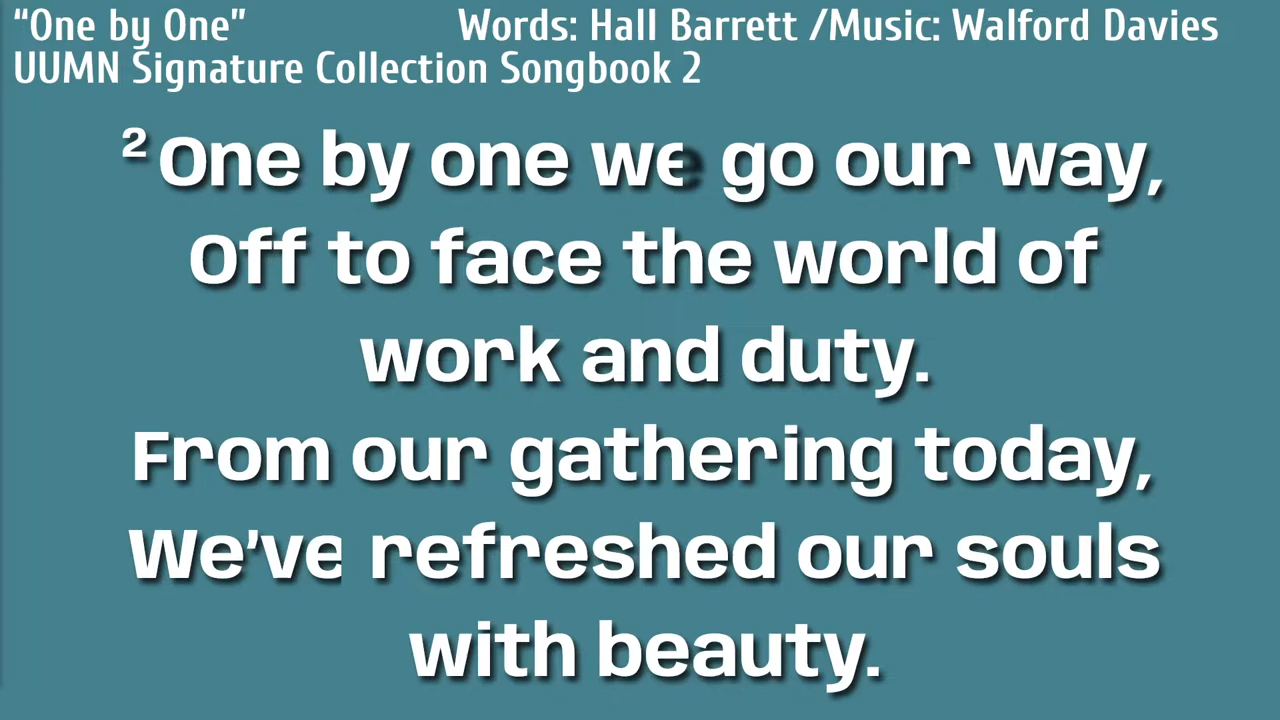 “One by One” Words: Hall Barrett /Music: Walford Davies
UUMN Signature Collection Songbook 2
² One by one we go our way,
Off to face the world of
work and duty.
From our gathering today,
We’ve refreshed our souls
with beauty.